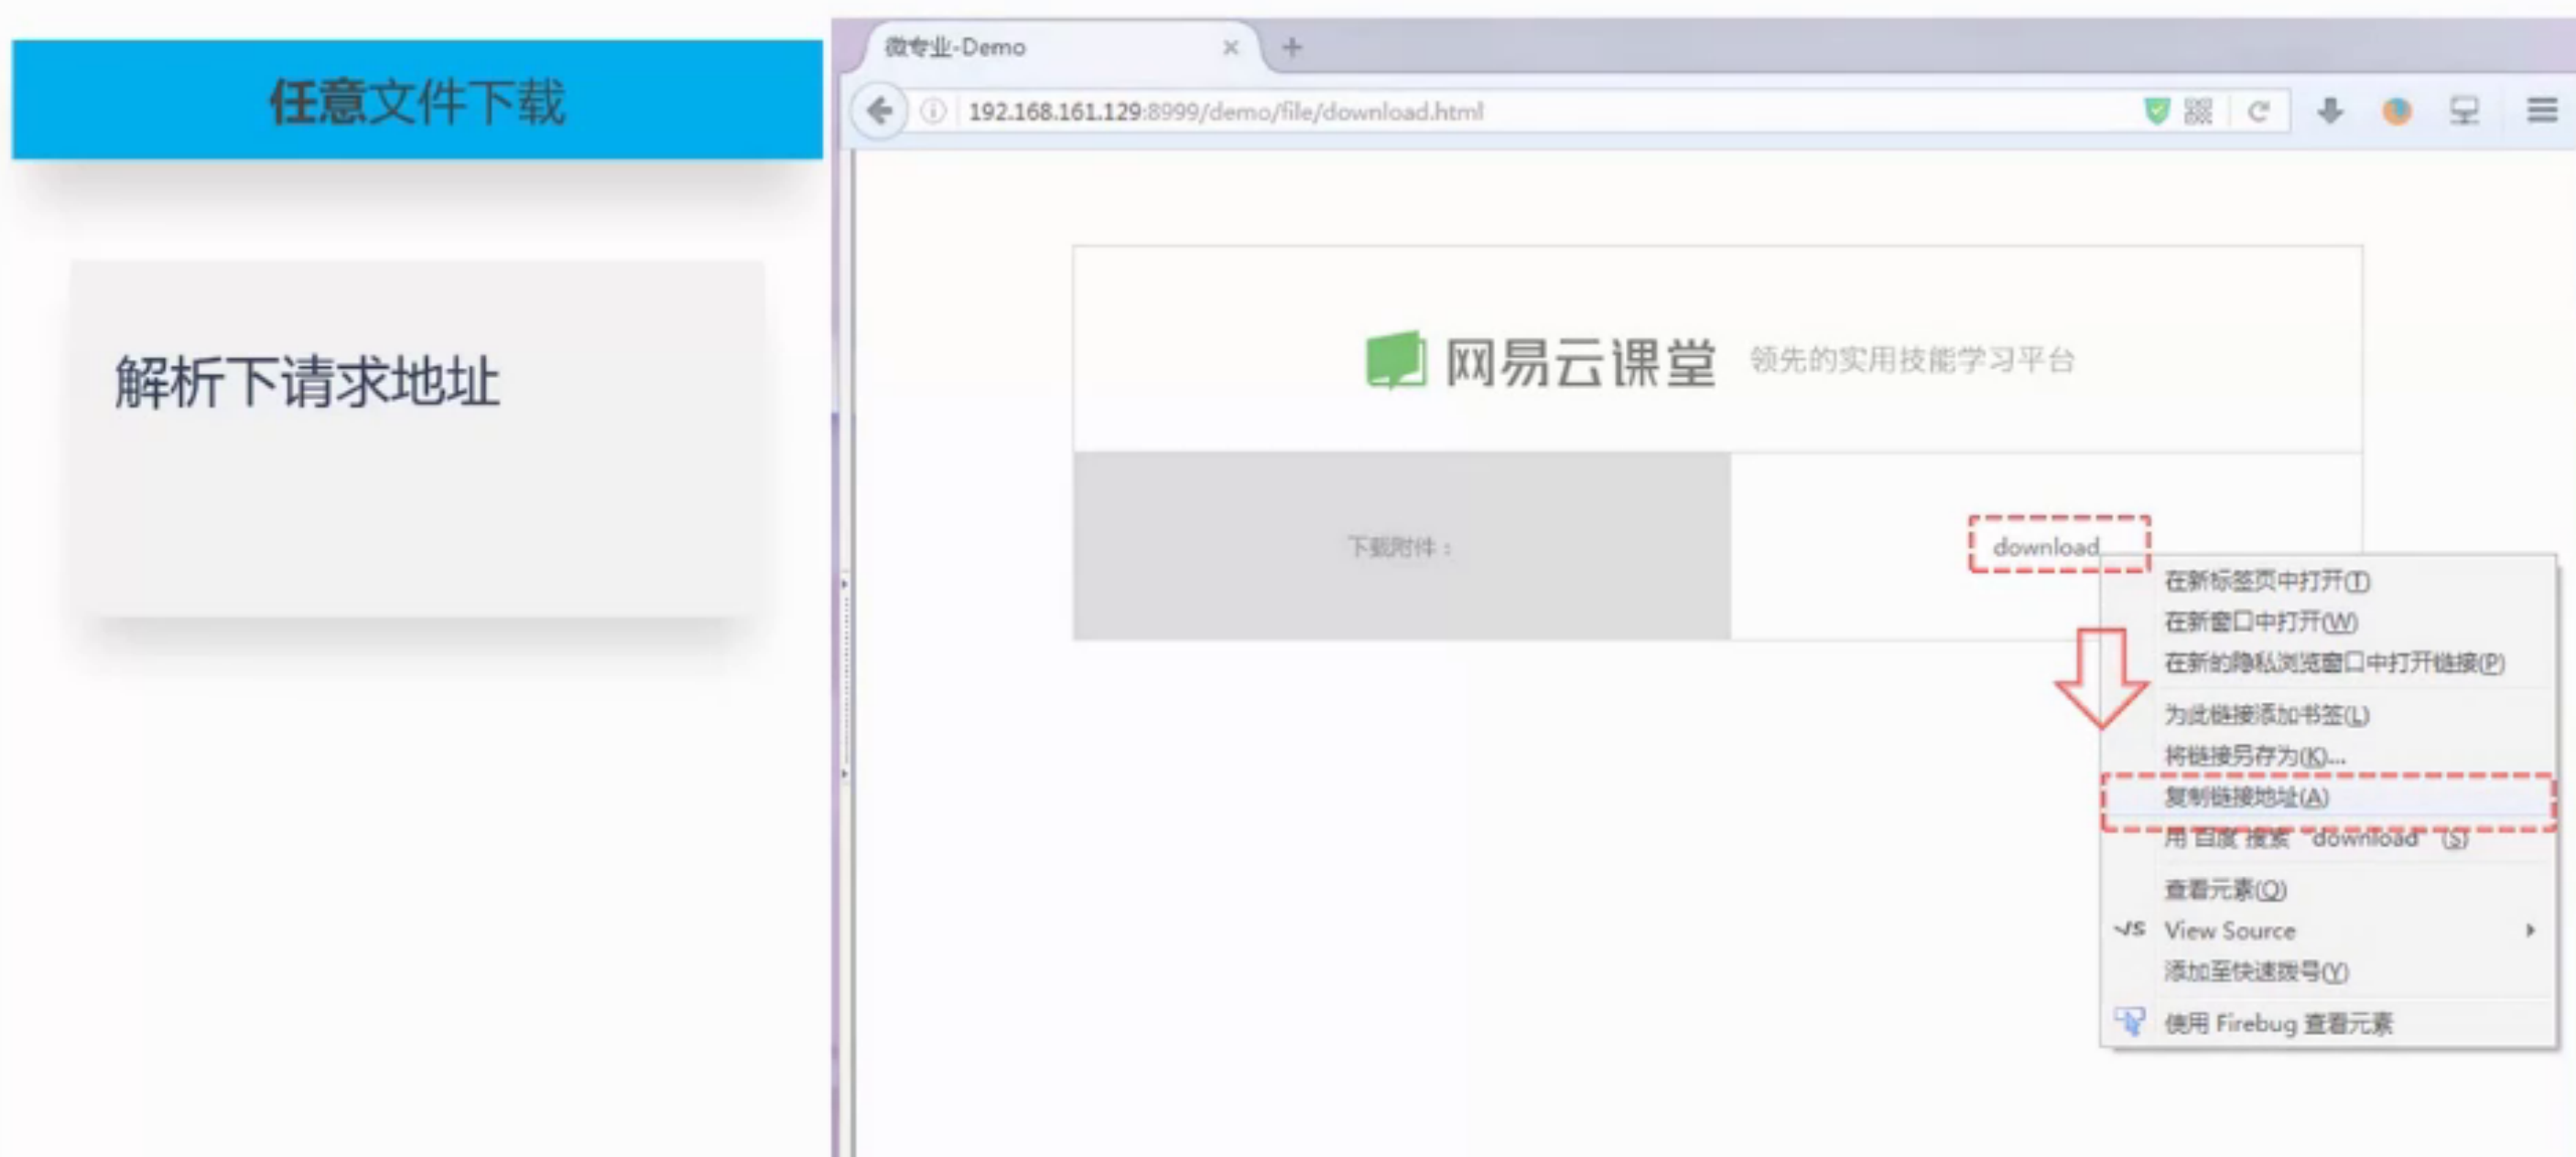 任意文件下载
解析下请求地址
微专业-Demo
192.168.161.129:8999/demo/file/download.html
网易云课堂 领先的实用技能学习平台
下载附件：
download
在新标签页中打开(T)
在新窗口中打开(W)
在新的隐私浏览窗口中打开链接(P)
为此链接添加书签(L)
将链接另存为(K)...
复制链接地址(A)
用 百度 搜索 "download" (S)
查看元素(Q)
JS View Source
添加至快速拨号(Y)
使用 Firebug 查看元素